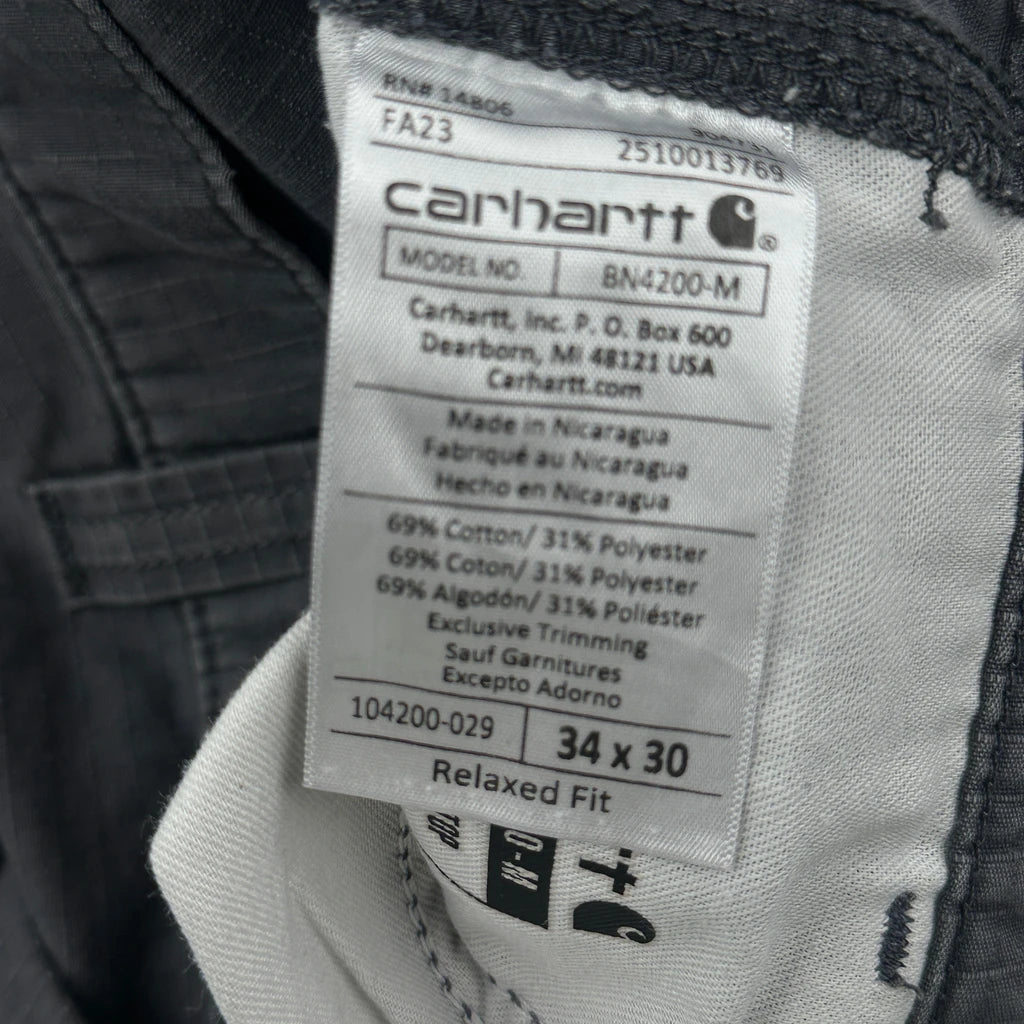 RN# 14806
FA23
2510013769
carhartt ®
MODEL NO. BN4200-M
Carhartt, Inc. P. O. Box 600
Dearborn, MI 48121 USA
Carhartt.com
Made in Nicaragua
Fabriqué au Nicaragua
Hecho en Nicaragua
69% Cotton/ 31% Polyester
69% Coton/ 31% Polyester
69% Algodón/ 31% Poliéster
Exclusive Trimming
Sauf Garnitures
Excepto Adorno
104200-029 34 x 30
Relaxed Fit
TOP
0-M